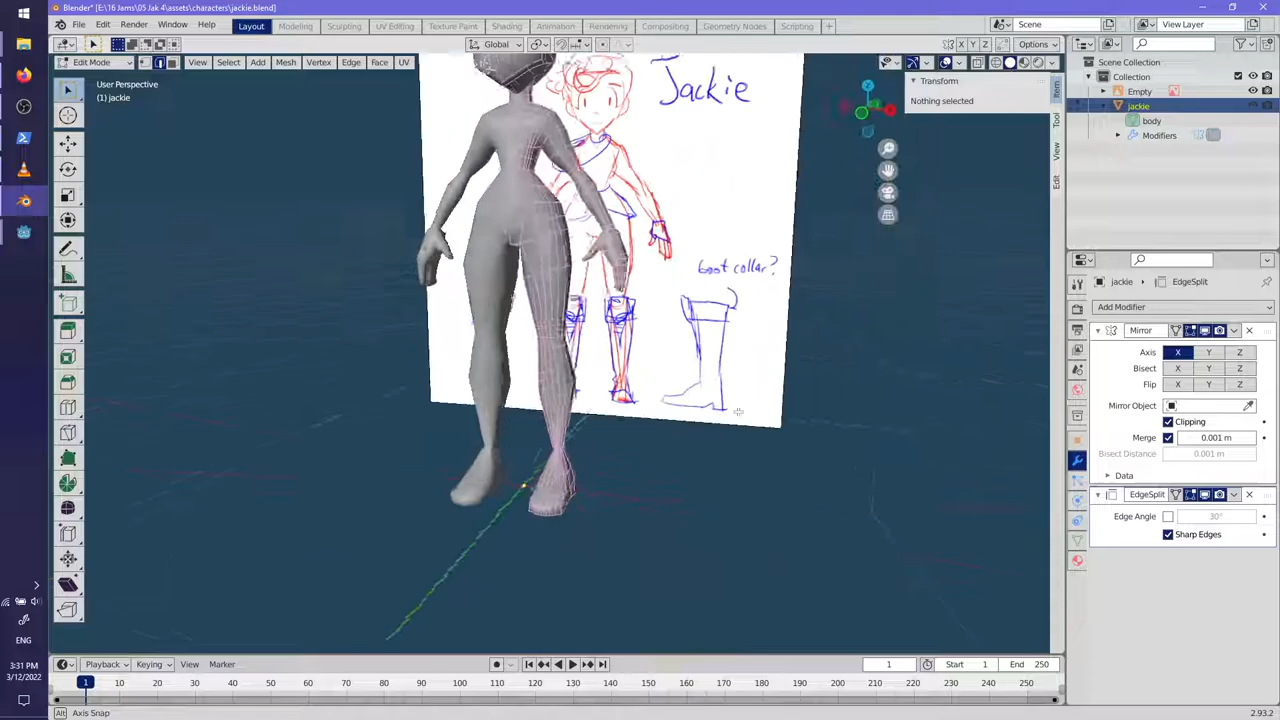 Blender* [E:\16 Jams\05 Jak 4\assets\characters\jackie.blend]
File Edit Render Window Help Layout Modeling Sculpting UV Editing Texture Paint Shading Animation Rendering Compositing Geometry Nodes Scripting + Scene View Layer
Global X Y Z Options
Edit Mode View Select Add Mesh Vertex Edge Face UV
User Perspective
(1) jackie
Jackie
boot collar?
Transform
Nothing selected
Item
Tool
View
Edit
Scene Collection
Collection
Empty
jackie
body
Modifiers
jackie > EdgeSplit
Add Modifier
Mirror
Axis X Y Z
Bisect X Y Z
Flip X Y Z
Mirror Object
Clipping
Merge 0.001 m
Bisect Distance 0.001 m
Data
EdgeSplit
Edge Angle 30°
Sharp Edges
ENG
3:31 PM
3/12/2022
Playback Keying View Marker 1 Start 1 End 250
1 10 20 30 40 50 60 70 80 90 100 110 120 130 140 150 160 170 180 190 200 210 220 230 240 250
Alt Axis Snap 2.93.2